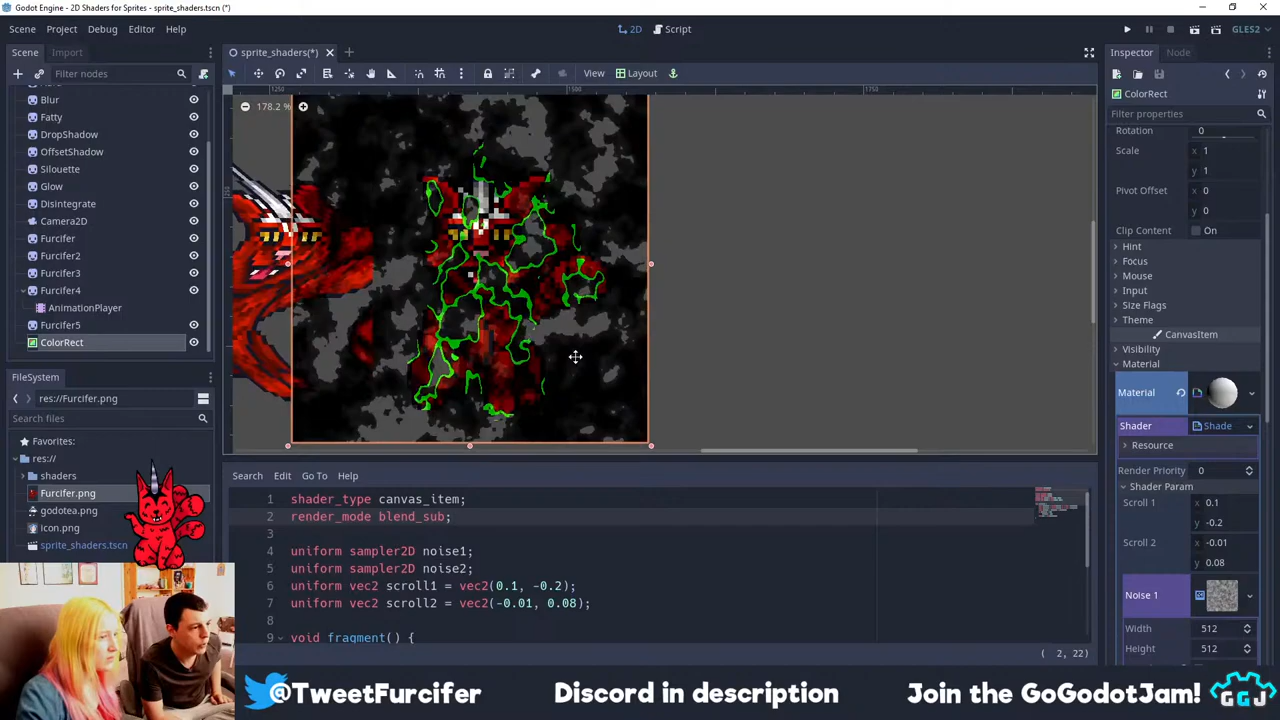 Godot Engine - 2D Shaders for Sprites - sprite_shaders.tscn (*)
Scene Project Debug Editor Help
2D Script
GLES2
Scene Import
sprite_shaders(*)
Inspector Node
Filter nodes
View Layout
ColorRect
Filter properties
Blur
Fatty
DropShadow
OffsetShadow
Silouette
Glow
Disintegrate
Camera2D
Furcifer
Furcifer2
Furcifer3
Furcifer4
AnimationPlayer
Furcifer5
ColorRect
1250 1500 1750
178.2 %
250
Rotation 0
Scale x 1
y 1
Pivot Offset x 0
y 0
Clip Content On
Hint
Focus
Mouse
Input
Size Flags
Theme
CanvasItem
Visibility
Material
Material
Shader Shade
Resource
Render Priority 0
Shader Param
Scroll 1 x 0.1
y -0.2
Scroll 2 x -0.01
y 0.08
Noise 1
Width 512
Height 512
FileSystem
res://Furcifer.png
Search files
Favorites:
res://
shaders
Furcifer.png
godotea.png
icon.png
sprite_shaders.tscn
Search Edit Go To Help
1 shader_type canvas_item;
2 render_mode blend_sub;
3
4 uniform sampler2D noise1;
5 uniform sampler2D noise2;
6 uniform vec2 scroll1 = vec2(0.1, -0.2);
7 uniform vec2 scroll2 = vec2(-0.01, 0.08);
9 void fragment() {
( 2, 22)
@TweetFurcifer Discord in description Join the GoGodotJam!
GGJ